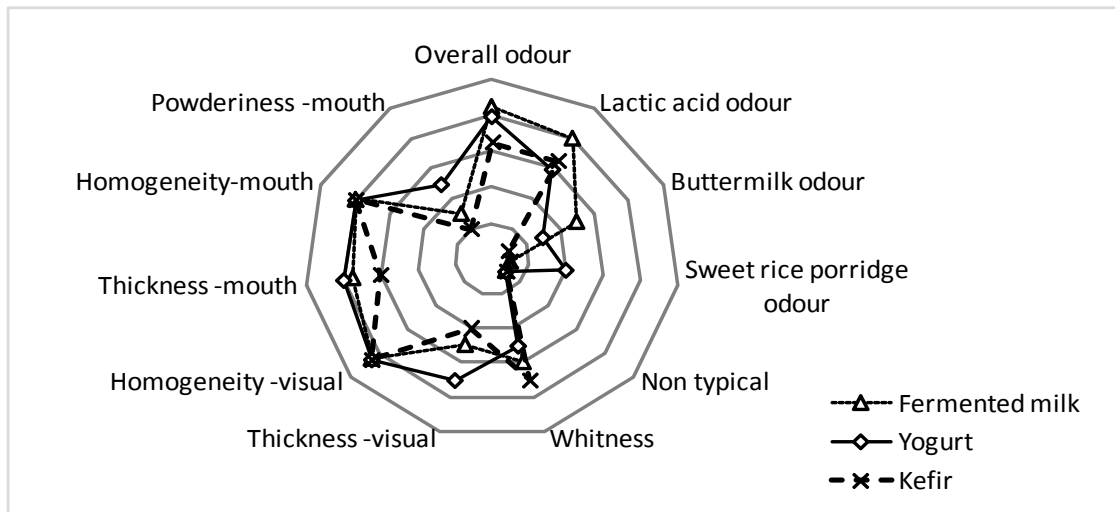 Overall odour
Powderiness -mouth
Lactic acid odour
Homogeneity-mouth
Buttermilk odour
Thickness -mouth
Sweet rice porridge
odour
Homogeneity -visual
Non typical
Thickness -visual
Whitness
Fermented milk
Yogurt
Kefir